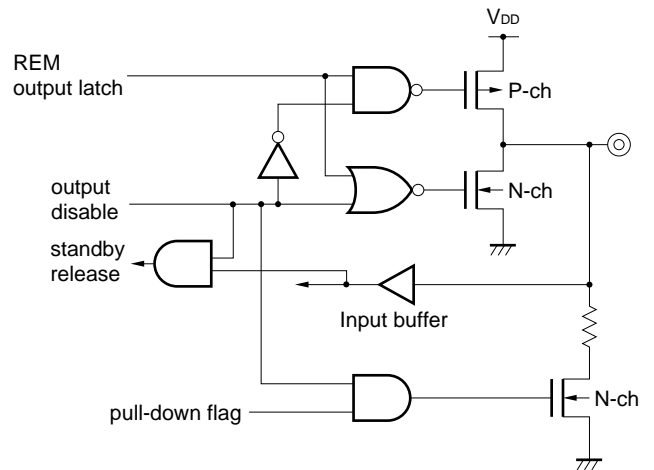 VDD
REM
output latch
P-ch
output
disable
N-ch
standby
release
Input buffer
pull-down flag
N-ch